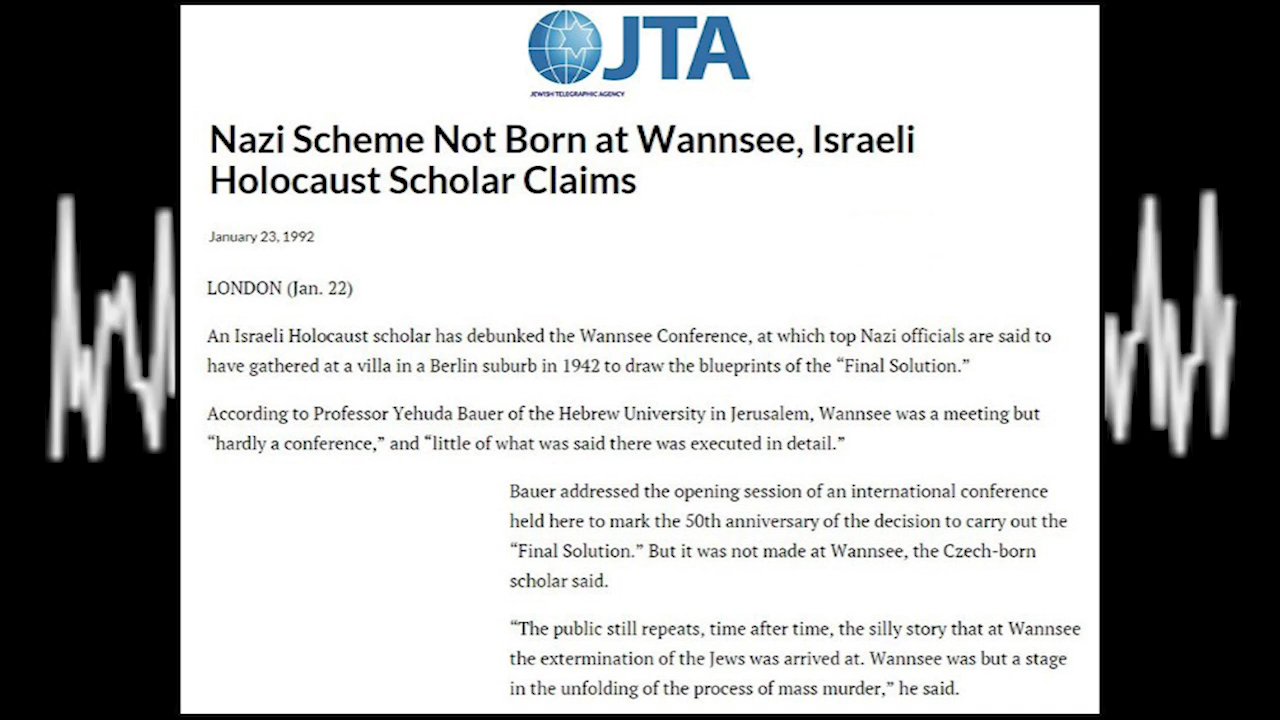 JTA
JEWISH TELEGRAPHIC AGENCY
Nazi Scheme Not Born at Wannsee, Israeli
Holocaust Scholar Claims
January 23, 1992
LONDON (Jan. 22)
An Israeli Holocaust scholar has debunked the Wannsee Conference, at which top Nazi officials are said to
have gathered at a villa in a Berlin suburb in 1942 to draw the blueprints of the “Final Solution.”
According to Professor Yehuda Bauer of the Hebrew University in Jerusalem, Wannsee was a meeting but
“hardly a conference,” and “little of what was said there was executed in detail.”
Bauer addressed the opening session of an international conference
held here to mark the 50th anniversary of the decision to carry out the
“Final Solution.” But it was not made at Wannsee, the Czech-born
scholar said.
“The public still repeats, time after time, the silly story that at Wannsee
the extermination of the Jews was arrived at. Wannsee was but a stage
in the unfolding of the process of mass murder,” he said.